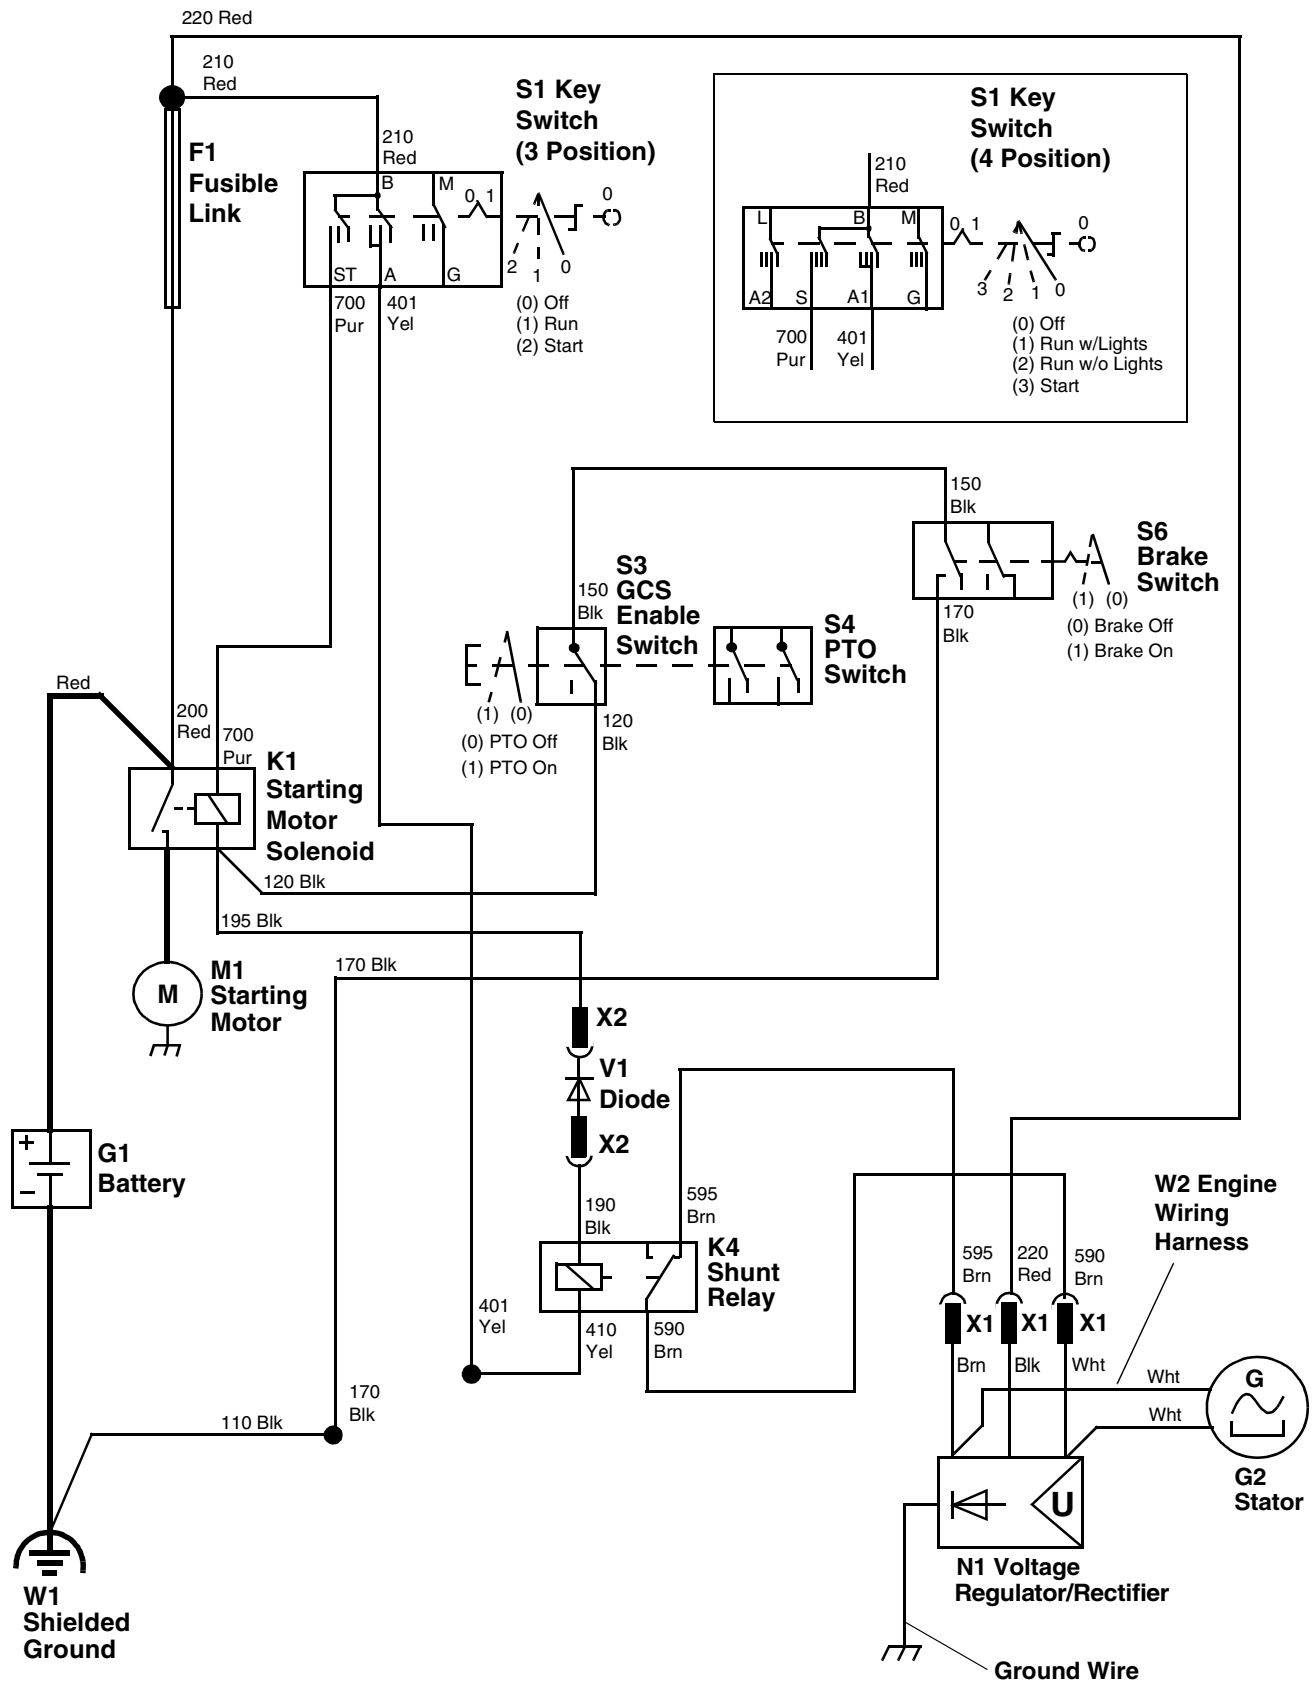 220 Red
210
Red
S1 Key
Switch
(3 Position)
F1
Fusible
Link
210
Red
B
M
0 1
0
2
1
0
ST
A
G
700
Pur
401
Yel
(0) Off
(1) Run
(2) Start
S1 Key
Switch
(4 Position)
210
Red
L
B
M
0 1
0
3
2
1
0
A2
S
A1
G
700
Pur
401
Yel
(0) Off
(1) Run w/Lights
(2) Run w/o Lights
(3) Start
150
Blk
S6
Brake
Switch
(1) (0)
(0) Brake Off
(1) Brake On
170
Blk
S3
GCS
Enable
Switch
150
Blk
S4
PTO
Switch
(1) (0)
(0) PTO Off
(1) PTO On
120
Blk
Red
200
Red
700
Pur
K1
Starting
Motor
Solenoid
120 Blk
195 Blk
170 Blk
M
M1
Starting
Motor
X2
V1
Diode
X2
+
−
G1
Battery
190
Blk
595
Brn
K4
Shunt
Relay
401
Yel
410
Yel
590
Brn
W2 Engine
Wiring
Harness
595
Brn
220
Red
590
Brn
X1
X1
X1
Brn
Blk
Wht
Wht
Wht
G
G2
Stator
170
Blk
110 Blk
U
N1 Voltage
Regulator/Rectifier
W1
Shielded
Ground
Ground Wire